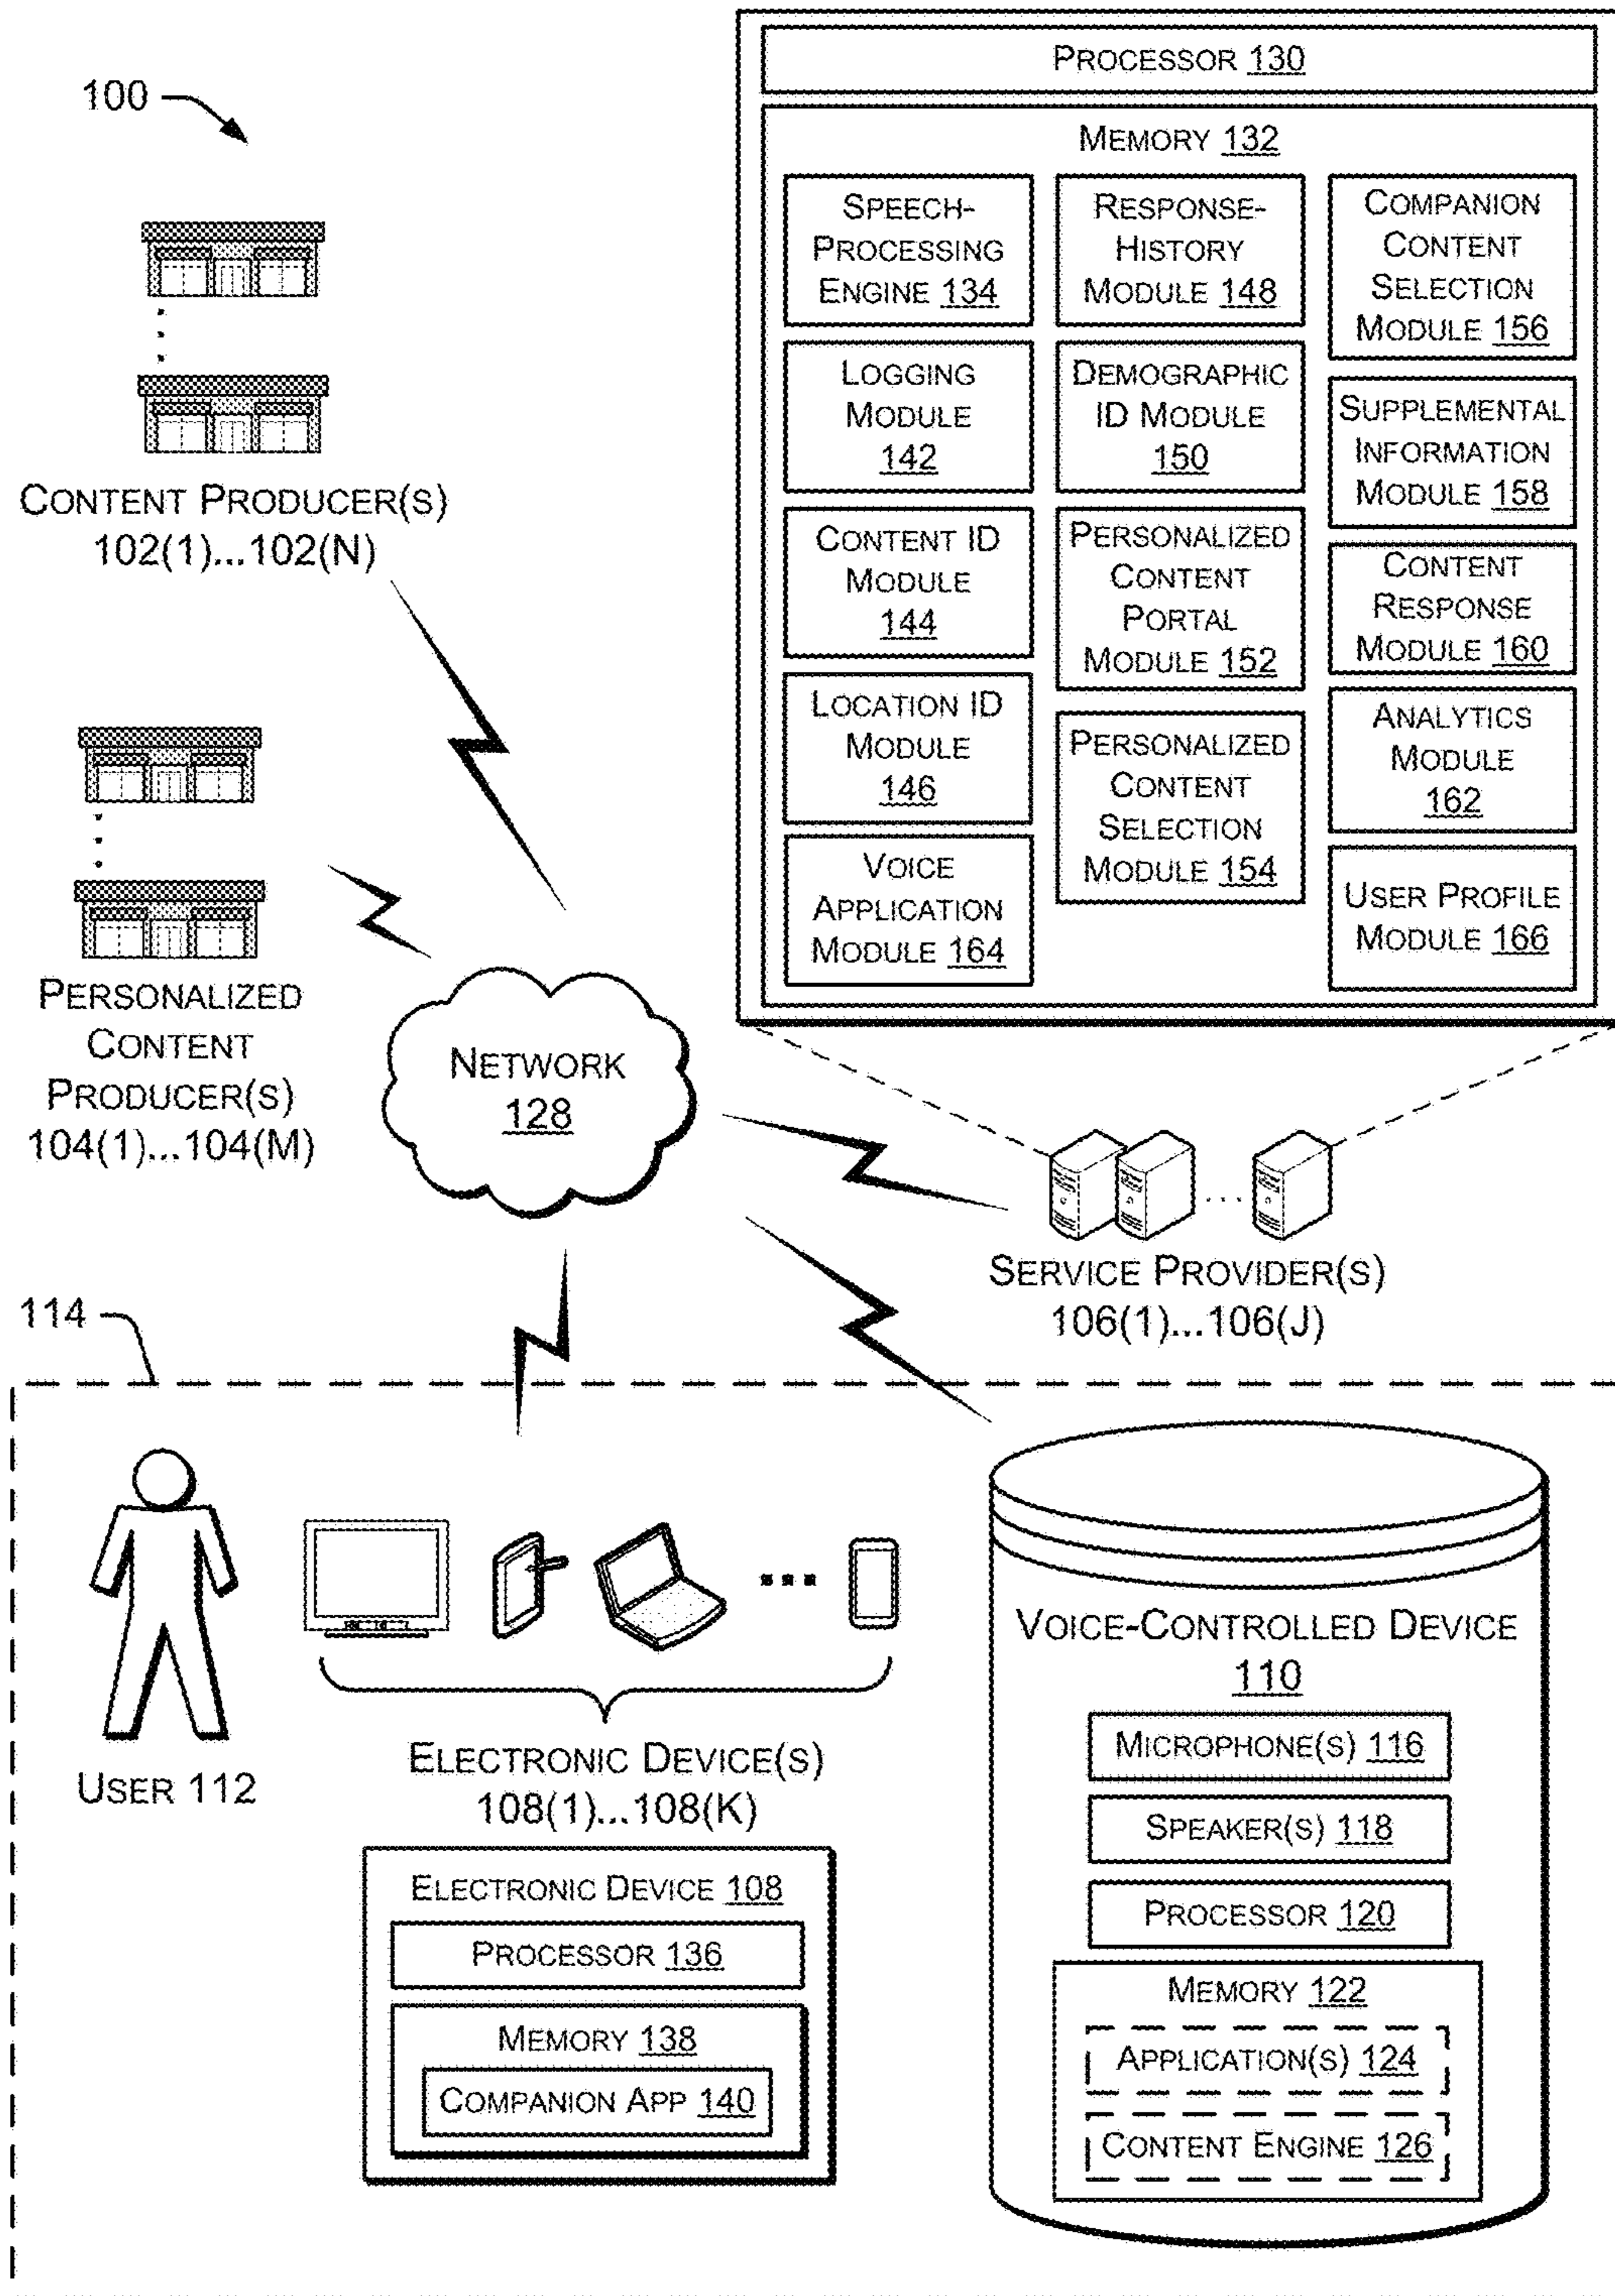 100
PROCESSOR 130
MEMORY 132
SPEECH-
PROCESSING
ENGINE 134
LOGGING
MODULE
142
CONTENT ID
MODULE
144
LOCATION ID
MODULE
146
VOICE
APPLICATION
MODULE 164
RESPONSE-
HISTORY
MODULE 148
DEMOGRAPHIC
ID MODULE
150
PERSONALIZED
CONTENT
PORTAL
MODULE 152
PERSONALIZED
CONTENT
SELECTION
MODULE 154
COMPANION
CONTENT
SELECTION
MODULE 156
SUPPLEMENTAL
INFORMATION
MODULE 158
CONTENT
RESPONSE
MODULE 160
ANALYTICS
MODULE
162
USER PROFILE
MODULE 166
CONTENT PRODUCER(S)
102(1)...102(N)
PERSONALIZED
CONTENT
PRODUCER(S)
104(1)...104(M)
NETWORK
128
SERVICE PROVIDER(S)
106(1)...106(J)
114
USER 112
ELECTRONIC DEVICE(S)
108(1)...108(K)
ELECTRONIC DEVICE 108
PROCESSOR 136
MEMORY 138
COMPANION APP 140
VOICE-CONTROLLED DEVICE
110
MICROPHONE(S) 116
SPEAKER(S) 118
PROCESSOR 120
MEMORY 122
APPLICATION(S) 124
CONTENT ENGINE 126